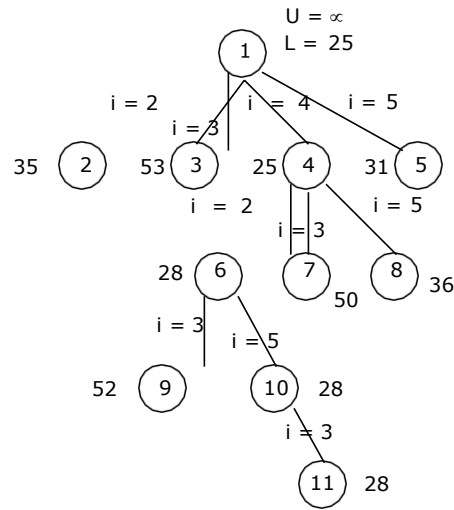 U = ∞
1
L = 25
i = 2
i = 4
i = 5
i = 3
35
2
53
3
25
4
31
5
i = 2
i = 5
i = 3
28
6
7
8
50
36
i = 3
i = 5
52
9
10
28
i = 3
11
28